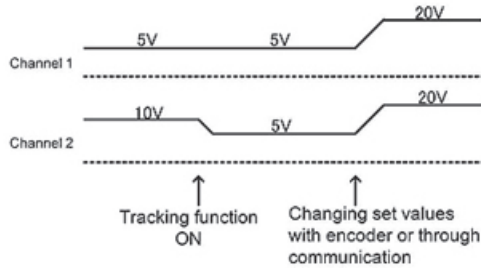 20V
5V 5V
Channel 1
10V 20V
5V
Channel 2
Tracking function
ON
Changing set values
with encoder or through
communication